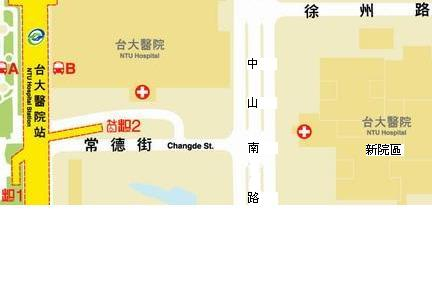 徐州路
台大醫院
NTU Hospital
A
B
台大醫院站
NTU Hospital Station
中山南路
台大醫院
NTU Hospital
新院區
2
常德街 Changde St.
1